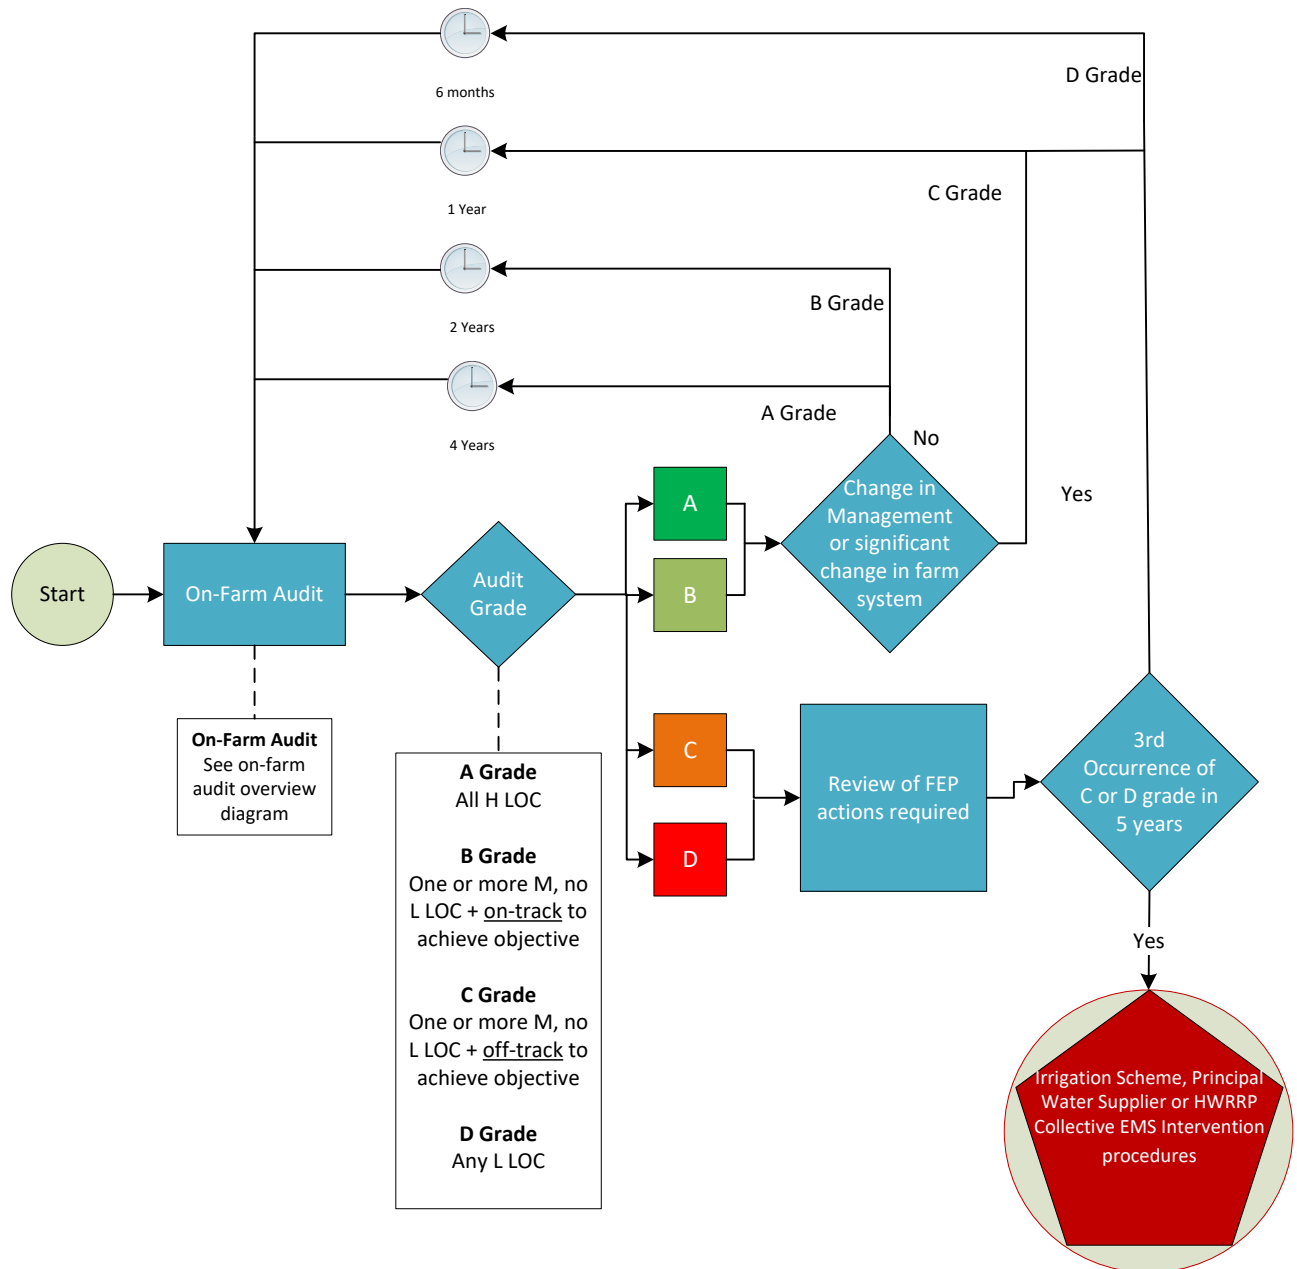 D Grade
6 months
1 Year
C Grade
2 Years
B Grade
4 Years
A Grade
No
Yes
Start
On-Farm Audit
Audit
Grade
A
B
C
D
Change in
Management
or significant
change in farm
system
On-Farm Audit
See on-farm
audit overview
diagram
A Grade
All H LOC
B Grade
One or more M, no
L LOC + on-track to
achieve objective
C Grade
One or more M, no
L LOC + off-track to
achieve objective
D Grade
Any L LOC
Review of FEP
actions required
3rd
Occurrence of
C or D grade in
5 years
Yes
Irrigation Scheme, Principal
Water Supplier or HWRRP
Collective EMS Intervention
procedures